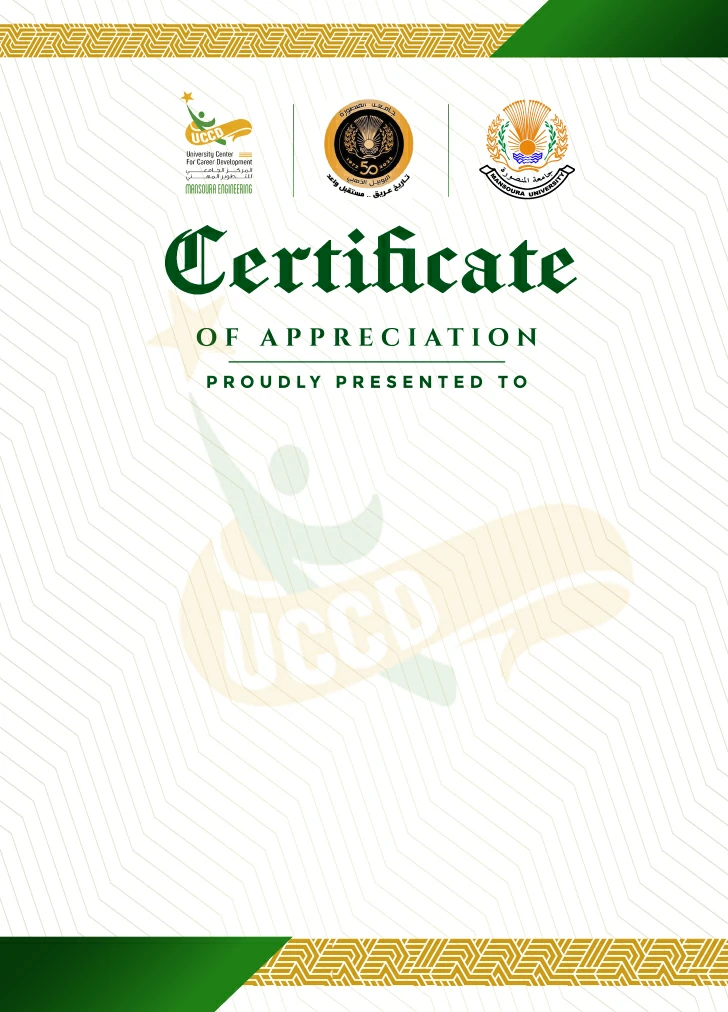 UCCD
University Center
For Career Development
المركز الجامعي
للتطوير المهني
MANSOURA ENGINEERING
جامعة المنصورة
1972
50
2022
اليوبيل الذهبي
تاريخ عريق .. مستقبل واعد
جامعة المنصورة
MANSOURA UNIVERSITY
Certificate
OF APPRECIATION
PROUDLY PRESENTED TO
UCCD